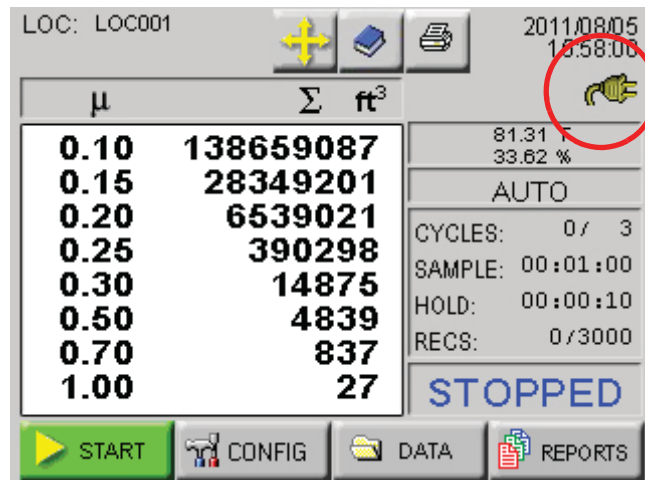 LOC: LOC001
2011/08/05
16:58:00
μ Σ ft³
0.10 138659087
0.15 28349201
0.20 6539021
0.25 390298
0.30 14875
0.50 4839
0.70 837
1.00 27
81.31 F
33.62 %
AUTO
CYCLES: 0/ 3
SAMPLE: 00:01:00
HOLD: 00:00:10
RECS: 0/3000
STOPPED
START CONFIG DATA REPORTS